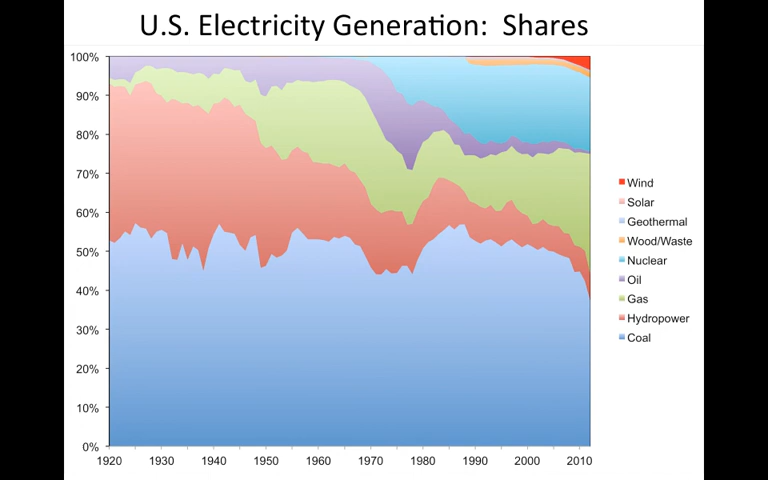 U.S. Electricity Generation:  Shares
100%
90%
80%
70%
60%
50%
40%
30%
20%
10%
0%
1920 1930 1940 1950 1960 1970 1980 1990 2000 2010
Wind
Solar
Geothermal
Wood/Waste
Nuclear
Oil
Gas
Hydropower
Coal